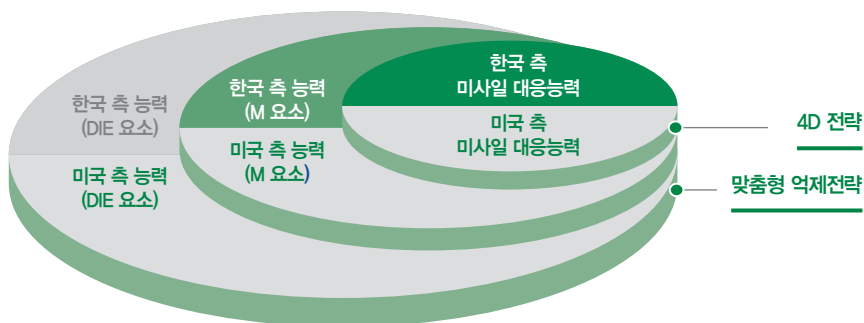 한국 측
미사일 대응능력
한국 측 능력
(M 요소)
한국 측 능력
(DIE 요소)
미국 측
미사일 대응능력
4D 전략
미국 측 능력
(M 요소)
미국 측 능력
(DIE 요소)
맞춤형 억제전략